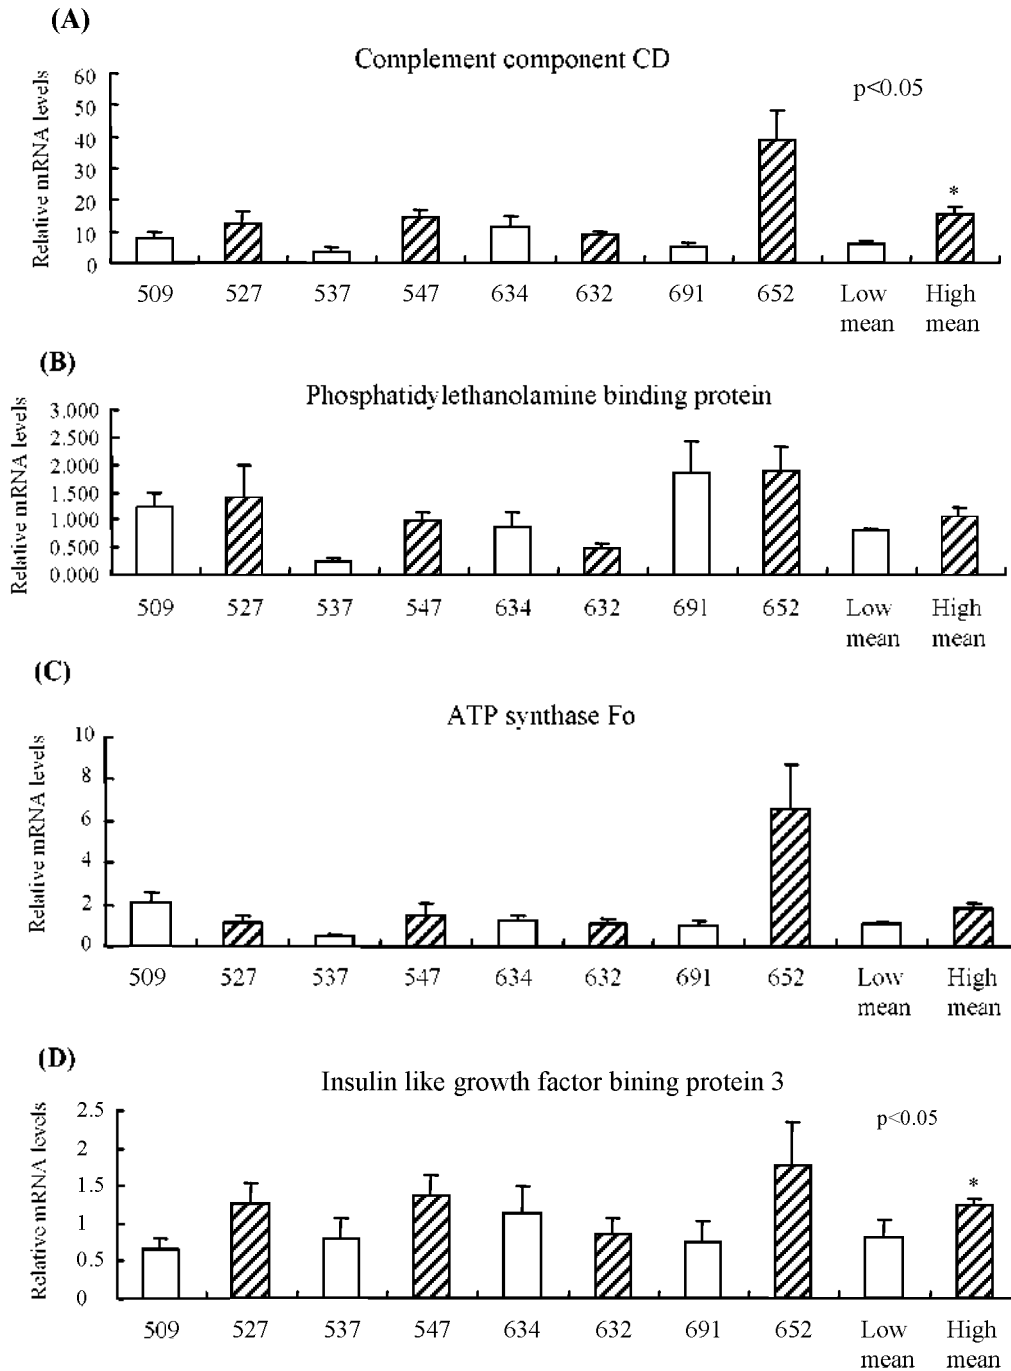 (A)
Complement component CD
p<0.05
Relative mRNA levels
60
50
40
30
20
10
0
*
509 527 537 547 634 632 691 652 Low mean High mean
(B)
Phosphatidylethanolamine binding protein
Relative mRNA levels
3.000
2.500
2.000
1.500
1.000
0.500
0.000
509 527 537 547 634 632 691 652 Low mean High mean
(C)
ATP synthase Fo
Relative mRNA levels
10
8
6
4
2
0
509 527 537 547 634 632 691 652 Low mean High mean
(D)
Insulin like growth factor bining protein 3
p<0.05
Relative mRNA levels
2.5
2
1.5
1
0.5
0
*
509 527 537 547 634 632 691 652 Low mean High mean